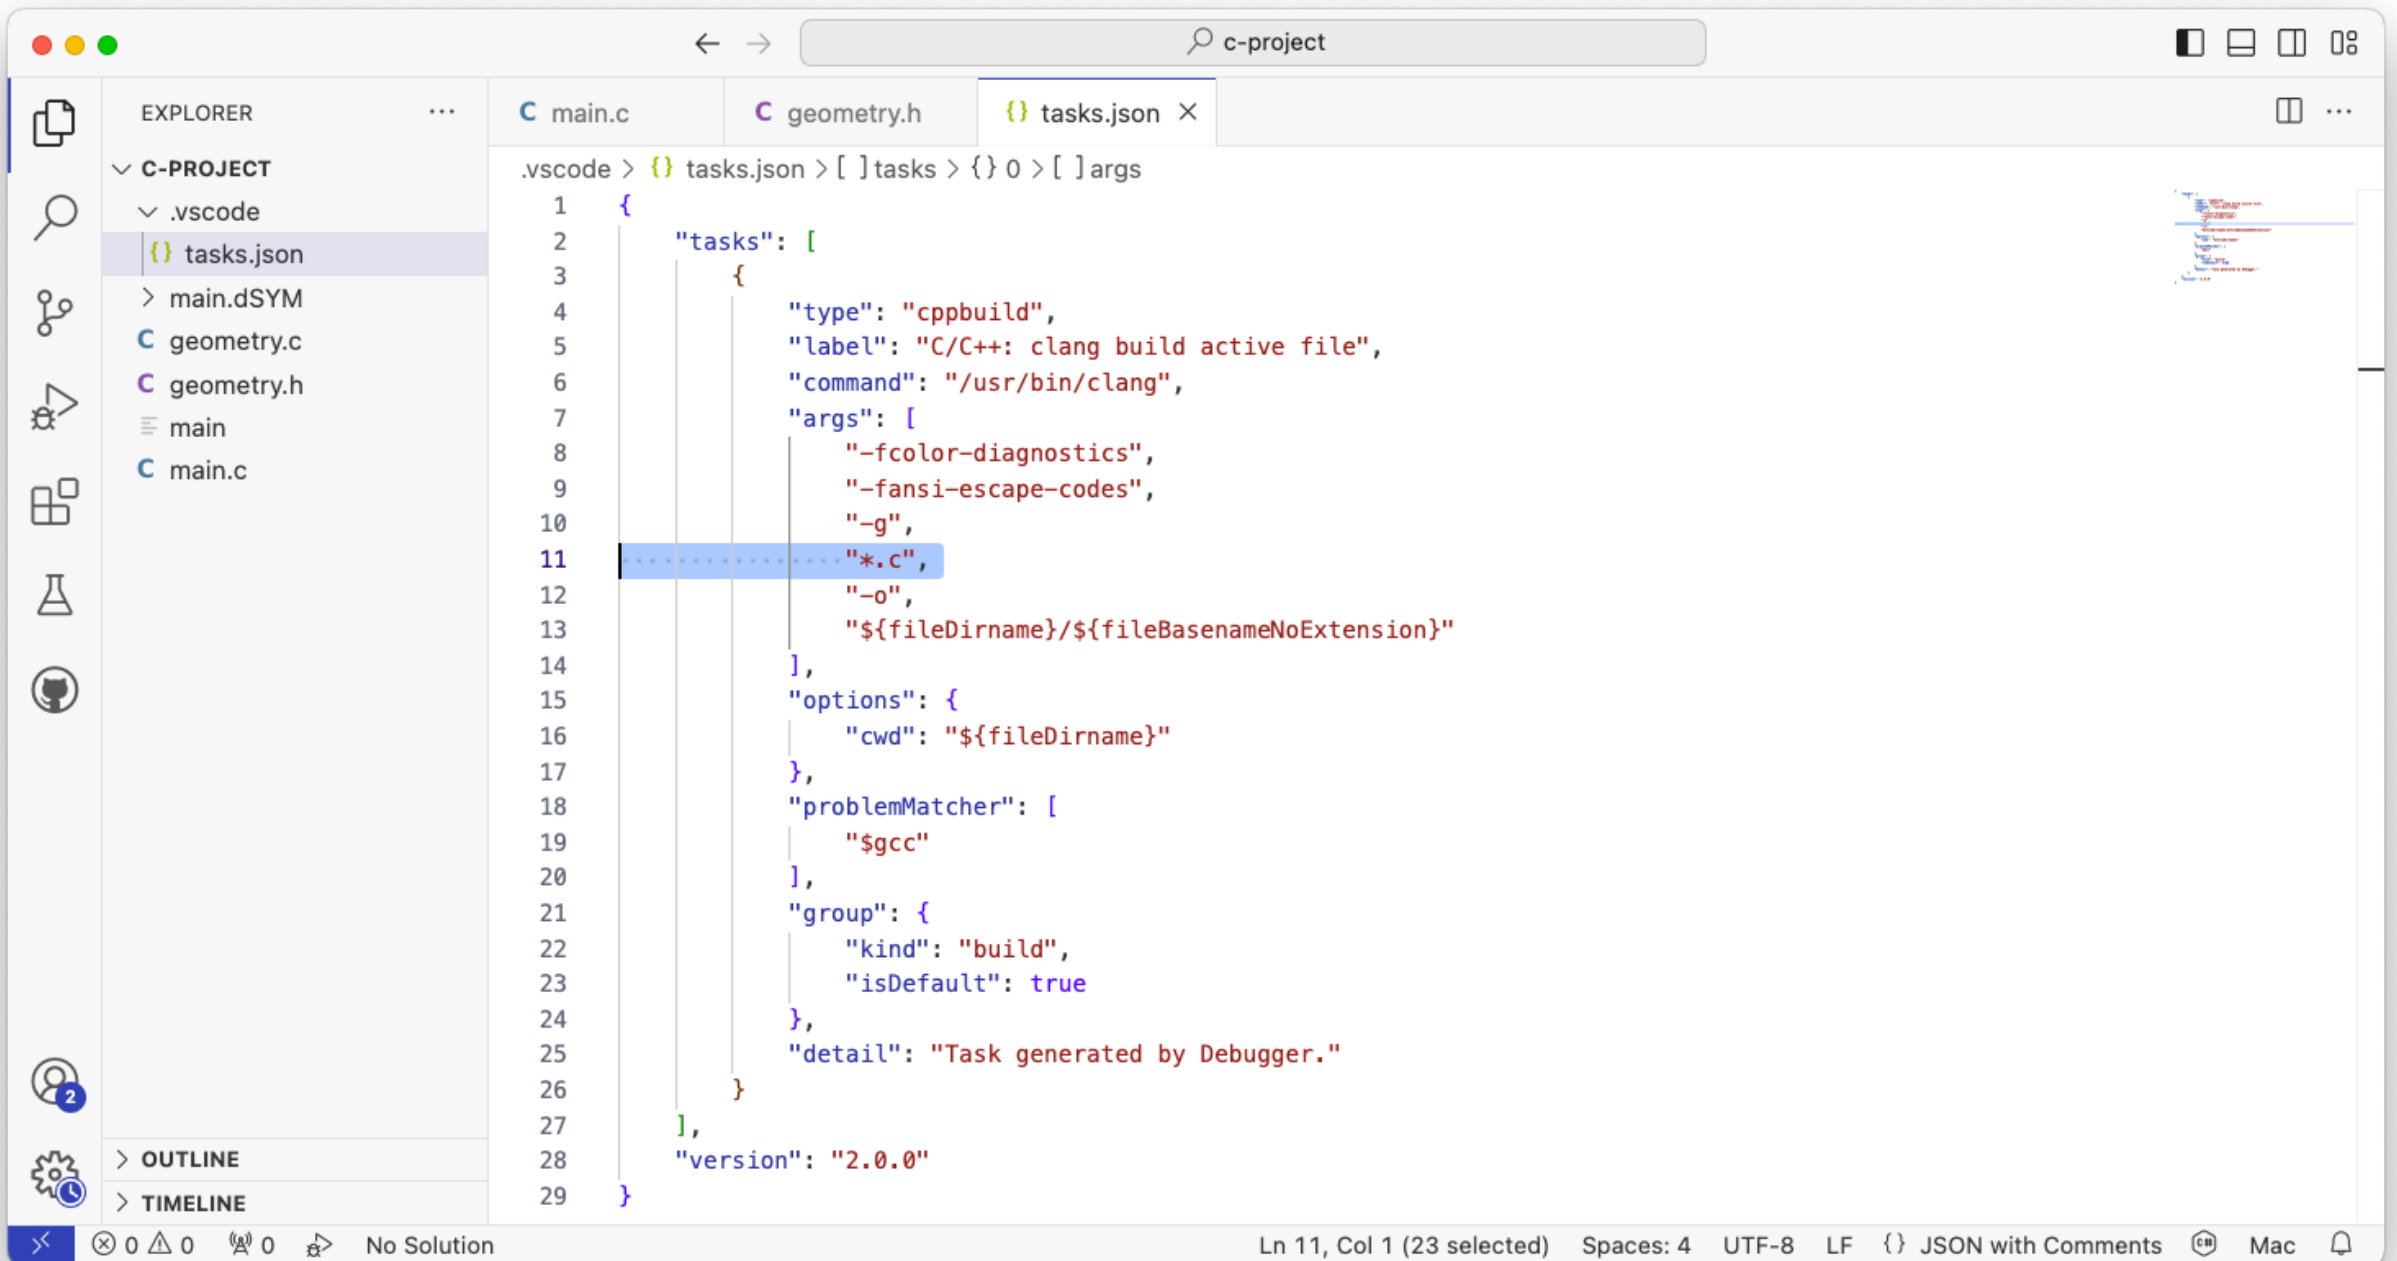 c-project
EXPLORER
main.c
geometry.h
{} tasks.json
C-PROJECT
.vscode
{} tasks.json
main.dSYM
C geometry.c
C geometry.h
main
C main.c
OUTLINE
TIMELINE
2
.vscode > {} tasks.json > [ ] tasks > {} 0 > [ ] args
1 {
2     "tasks": [
3         {
4             "type": "cppbuild",
5             "label": "C/C++: clang build active file",
6             "command": "/usr/bin/clang",
7             "args": [
8                 "-fcolor-diagnostics",
9                 "-fansi-escape-codes",
10                 "-g",
11                 "*.c",
12                 "-o",
13                 "${fileDirname}/${fileBasenameNoExtension}"
14             ],
15             "options": {
16                 "cwd": "${fileDirname}"
17             },
18             "problemMatcher": [
19                 "$gcc"
20             ],
21             "group": {
22                 "kind": "build",
23                 "isDefault": true
24             },
25             "detail": "Task generated by Debugger."
26         }
27     ],
28     "version": "2.0.0"
29 }
0 0 0 No Solution Ln 11, Col 1 (23 selected) Spaces: 4 UTF-8 LF {} JSON with Comments Mac